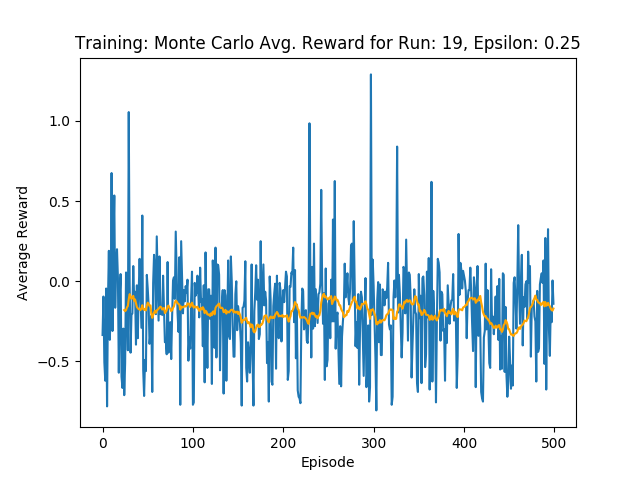 Training: Monte Carlo Avg. Reward for Run: 19, Epsilon: 0.25
Average Reward
1.0
0.5
0.0
−0.5
0 100 200 300 400 500
Episode